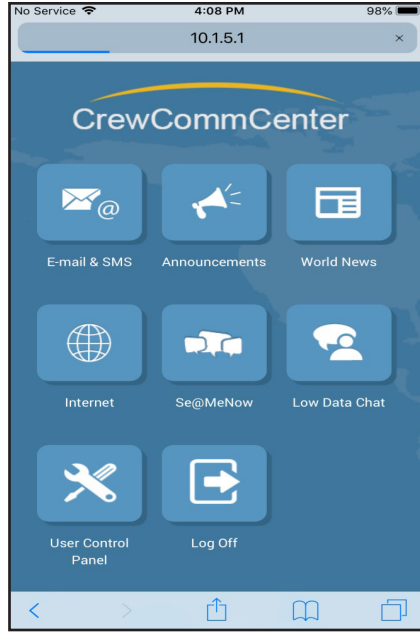 No Service 4:08 PM 98%
10.1.5.1 ×
CrewCommCenter
@
E-mail & SMS Announcements World News
Internet Se@MeNow Low Data Chat
User Control Log Off
Panel